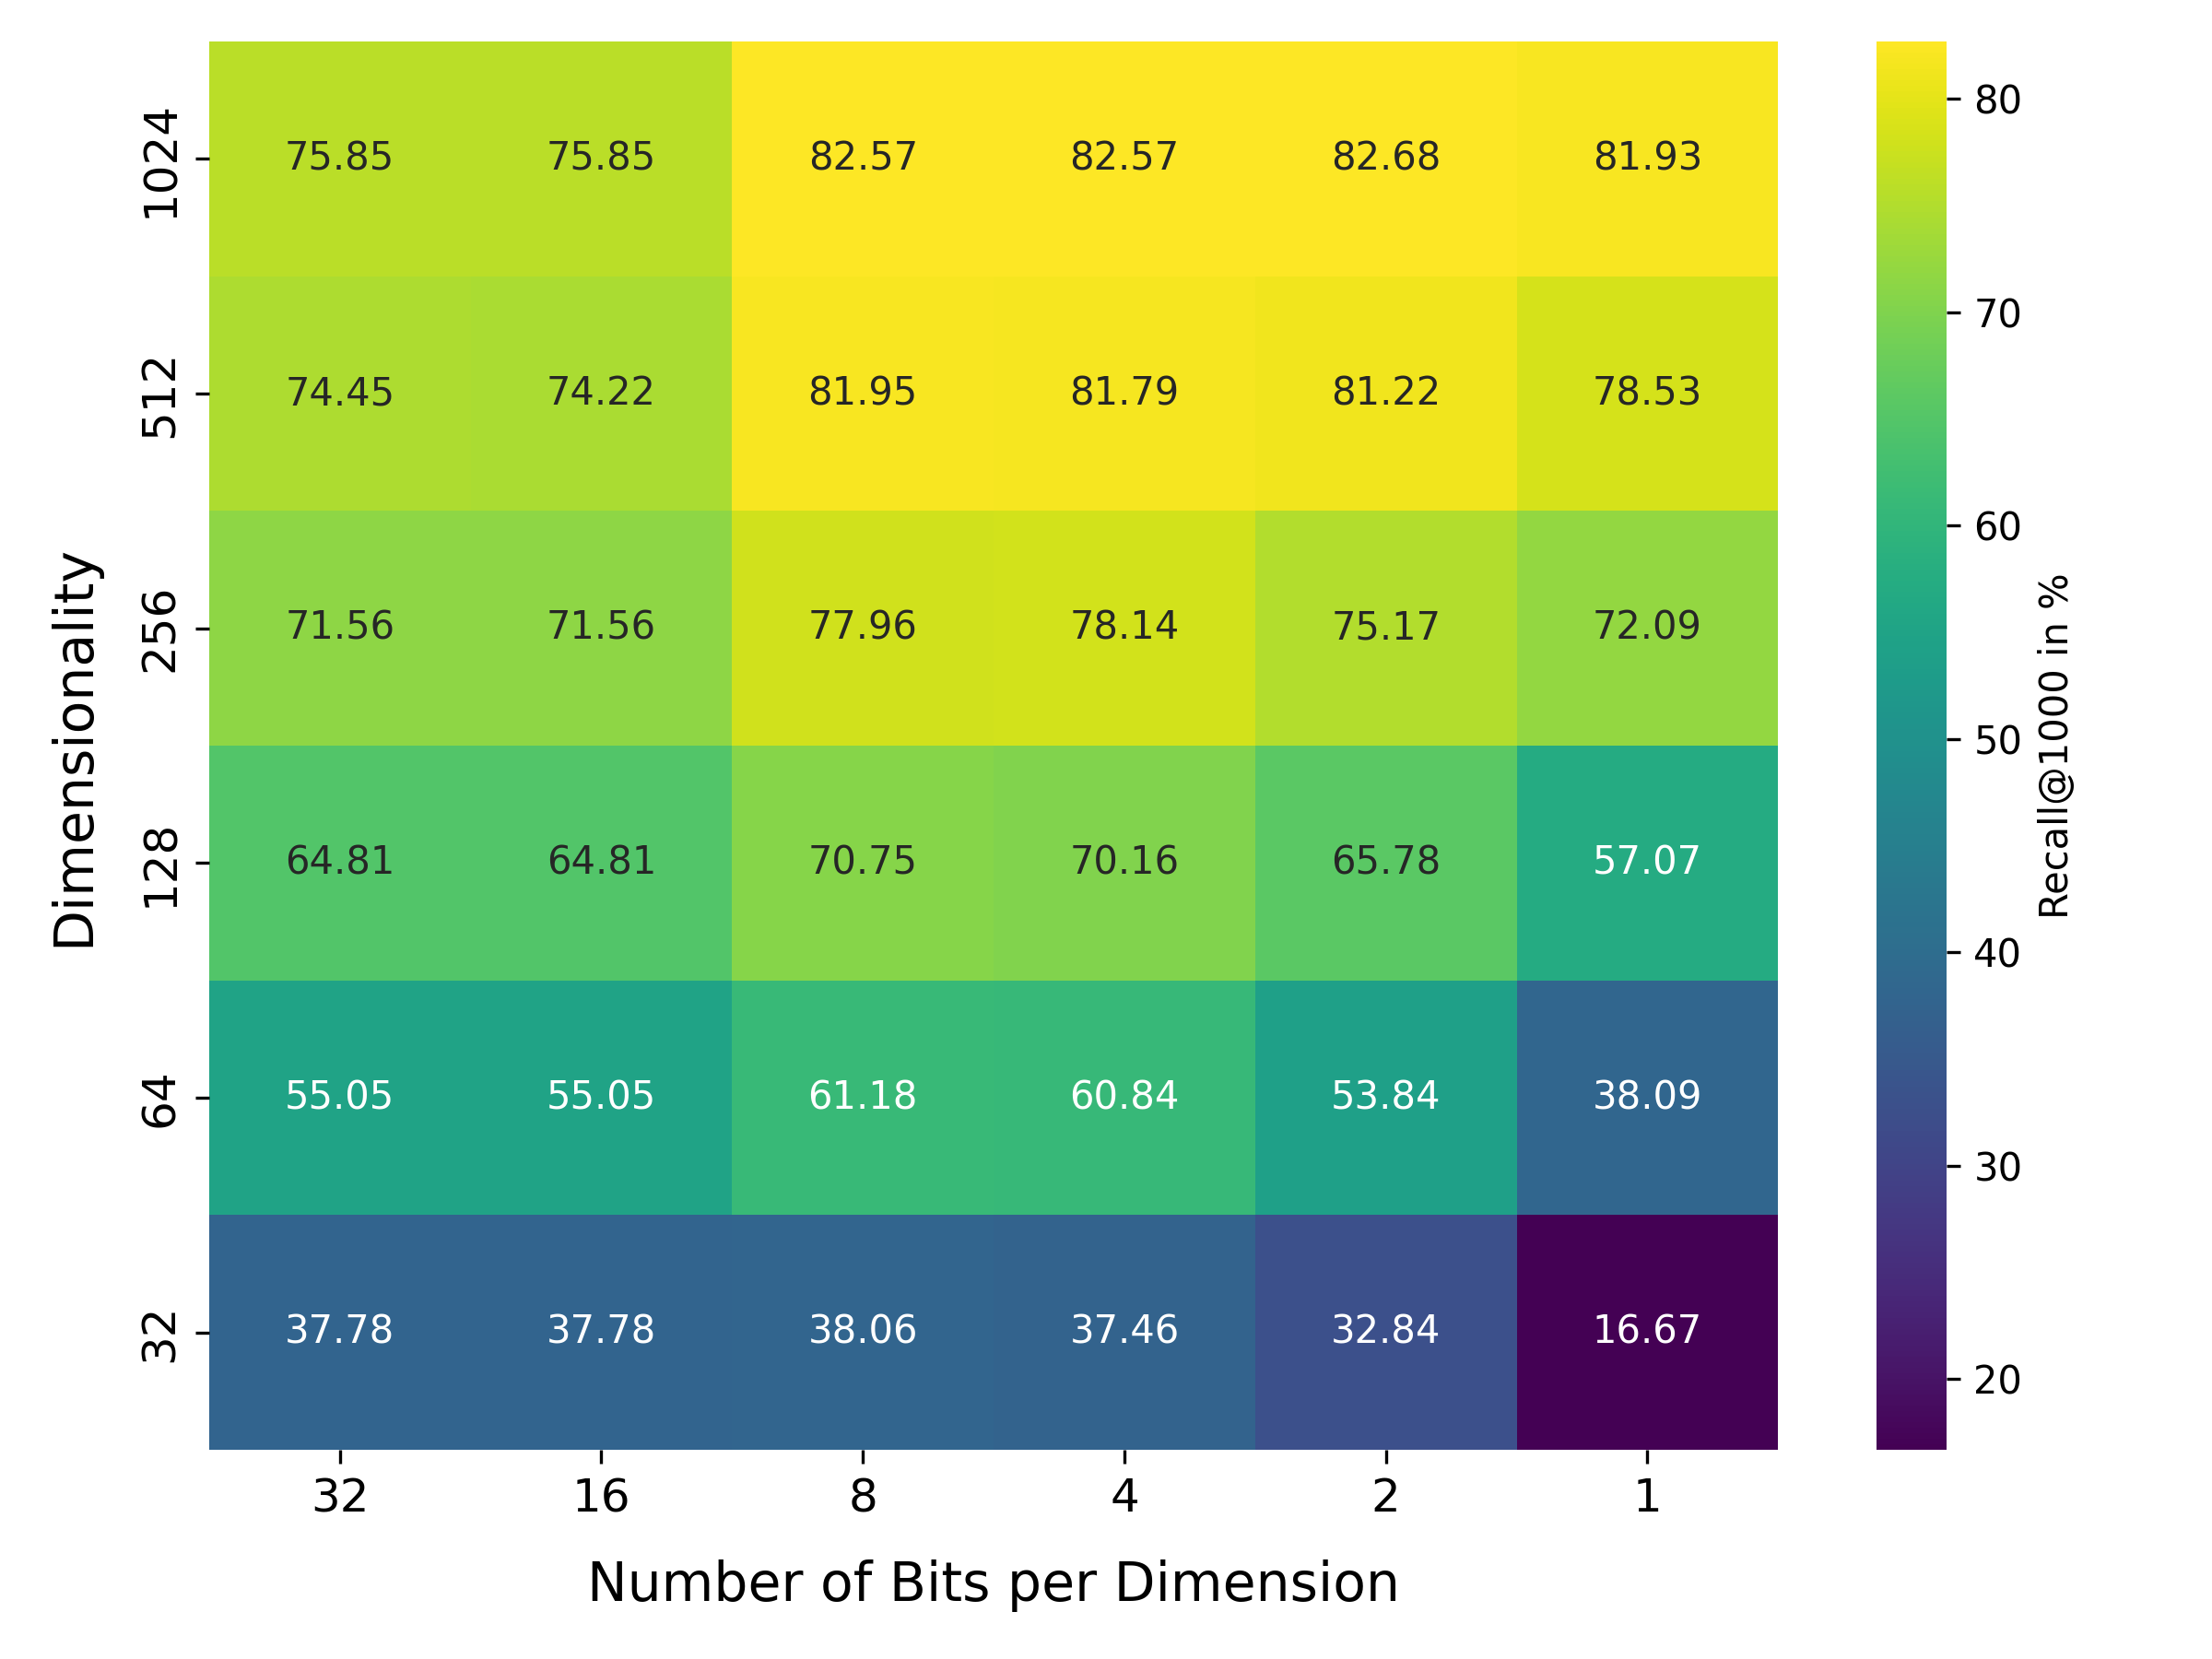 1024 75.85 75.85 82.57 82.57 82.68 81.93
512 74.45 74.22 81.95 81.79 81.22 78.53
256 71.56 71.56 77.96 78.14 75.17 72.09
128 64.81 64.81 70.75 70.16 65.78 57.07
64 55.05 55.05 61.18 60.84 53.84 38.09
32 37.78 37.78 38.06 37.46 32.84 16.67
32 16 8 4 2 1
Number of Bits per Dimension
Dimensionality
80
70
60
50
40
30
20
Recall@1000 in %